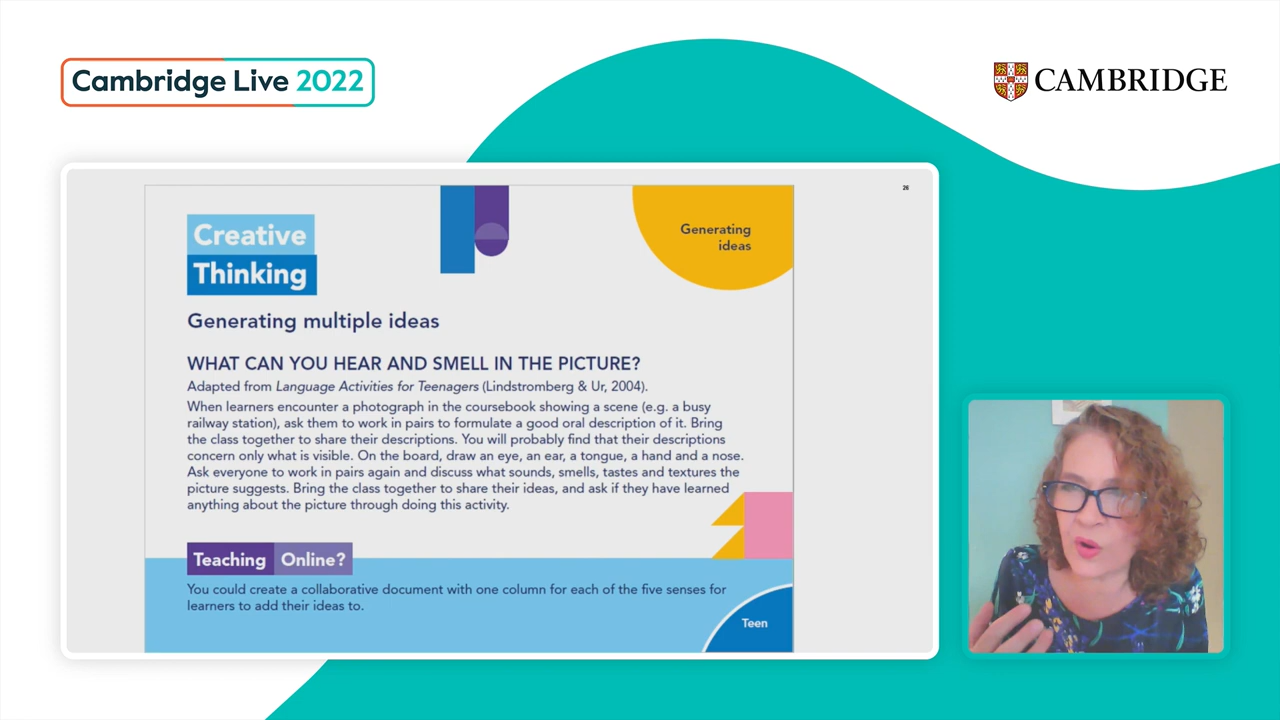 Cambridge Live 2022
CAMBRIDGE
26
Creative
Thinking
Generating
ideas
Generating multiple ideas
WHAT CAN YOU HEAR AND SMELL IN THE PICTURE?
Adapted from Language Activities for Teenagers (Lindstromberg & Ur, 2004).
When learners encounter a photograph in the coursebook showing a scene (e.g. a busy
railway station), ask them to work in pairs to formulate a good oral description of it. Bring
the class together to share their descriptions. You will probably find that their descriptions
concern only what is visible. On the board, draw an eye, an ear, a tongue, a hand and a nose.
Ask everyone to work in pairs again and discuss what sounds, smells, tastes and textures the
picture suggests. Bring the class together to share their ideas, and ask if they have learned
anything about the picture through doing this activity.
Teaching Online?
You could create a collaborative document with one column for each of the five senses for
learners to add their ideas to.
Teen